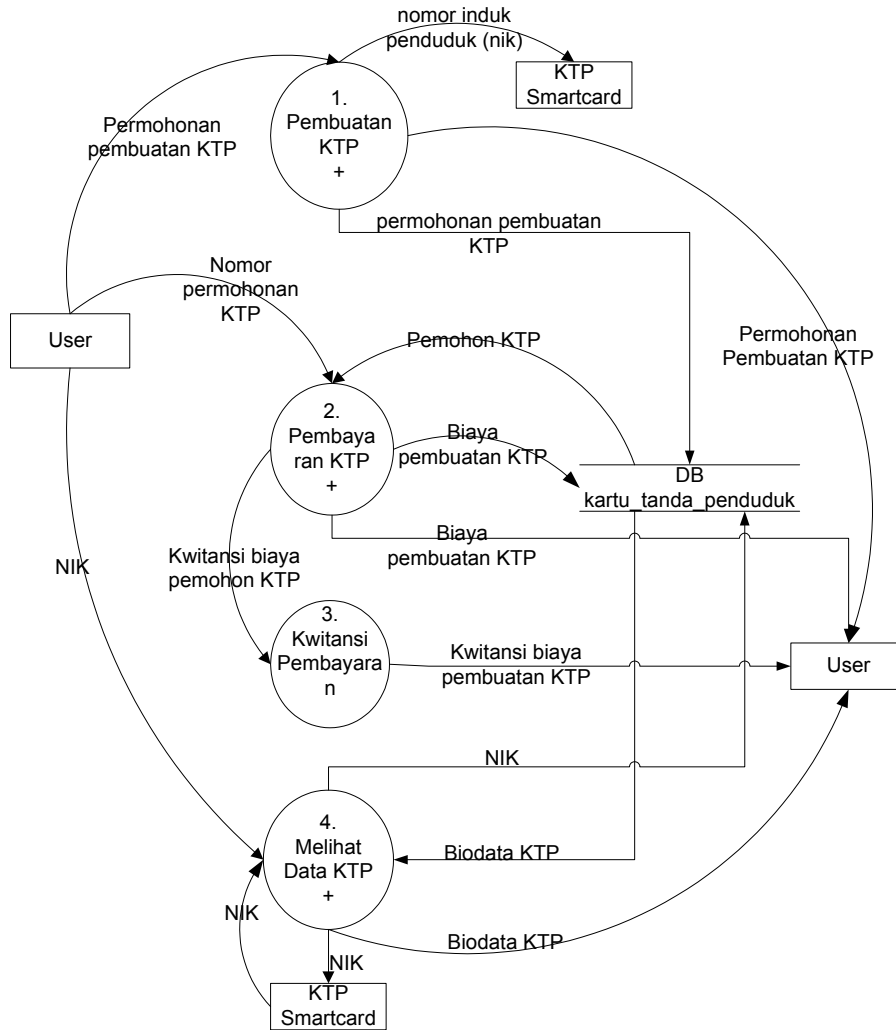 nomor induk
penduduk (nik)
KTP
Smartcard
1.
Pembuatan
KTP
+
Permohonan
pembuatan KTP
permohonan pembuatan
KTP
Nomor
permohonan
KTP
User
Pemohon KTP
Permohonan
Pembuatan KTP
2.
Pembaya
ran KTP
+
Biaya
pembuatan KTP
DB
kartu_tanda_penduduk
Biaya
pembuatan KTP
Kwitansi biaya
pemohon KTP
NIK
3.
Kwitansi
Pembayara
n
Kwitansi biaya
pembuatan KTP
User
NIK
4.
Melihat
Data KTP
+
Biodata KTP
NIK
Biodata KTP
NIK
KTP
Smartcard